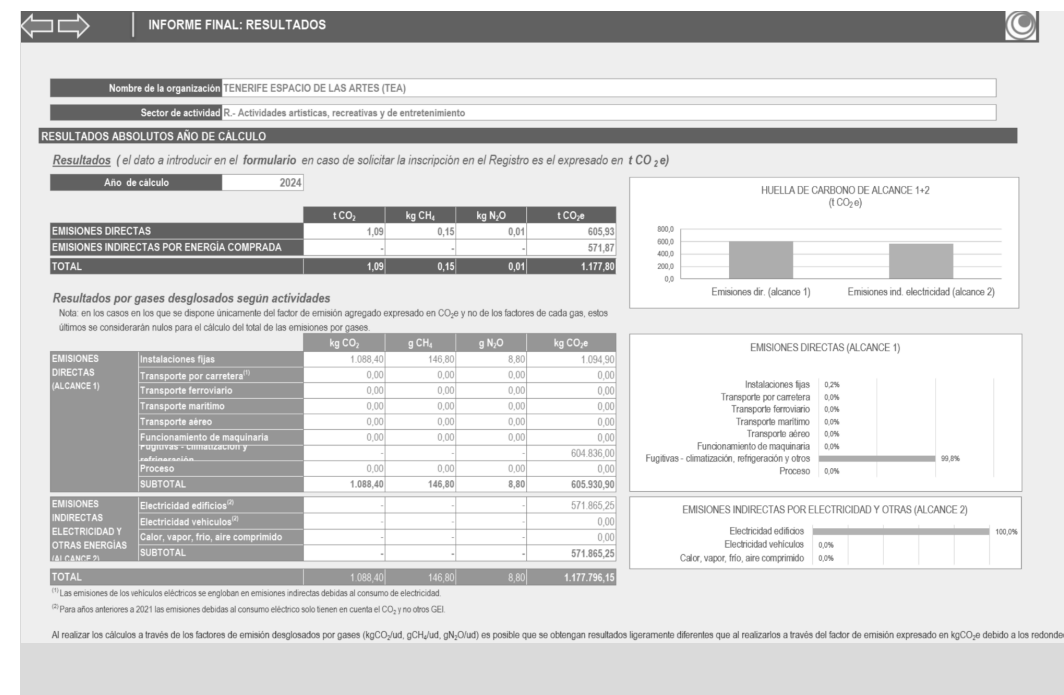 INFORME FINAL: RESULTADOS
Nombre de la organización TENERIFE ESPACIO DE LAS ARTES (TEA)
Sector de actividad R.- Actividades artísticas, recreativas y de entretenimiento
RESULTADOS ABSOLUTOS AÑO DE CÁLCULO
Resultados ( el dato a introducir en el formulario en caso de solicitar la inscripción en el Registro es el expresado en t CO2 e)
Año de cálculo 2024
t CO2 kg CH4 kg N2O t CO2e
EMISIONES DIRECTAS 1,09 0,15 0,01 605,93
EMISIONES INDIRECTAS POR ENERGÍA COMPRADA - - - 571,87
TOTAL 1,09 0,15 0,01 1.177,80
HUELLA DE CARBONO DE ALCANCE 1+2
(t CO2 e)
800,0
600,0
400,0
200,0
0,0
Emisiones dir. (alcance 1) Emisiones ind. electricidad (alcance 2)
Resultados por gases desglosados según actividades
Nota: en los casos en los que se dispone únicamente del factor de emisión agregado expresado en CO2e y no de los factores de cada gas, estos
últimos se considerarán nulos para el cálculo del total de las emisiones por gases.
kg CO2 g CH4 g N2O kg CO2e
EMISIONES
DIRECTAS
(ALCANCE 1)
Instalaciones fijas 1.088,40 146,80 8,80 1.094,90
Transporte por carretera(1) 0,00 0,00 0,00 0,00
Transporte ferroviario 0,00 0,00 0,00 0,00
Transporte marítimo 0,00 0,00 0,00 0,00
Transporte aéreo 0,00 0,00 0,00 0,00
Funcionamiento de maquinaria 0,00 0,00 0,00 0,00
Fugitivas - climatización y
refrigeración - - - 604.836,00
Proceso 0,00 0,00 0,00 0,00
SUBTOTAL 1.088,40 146,80 8,80 605.930,90
EMISIONES
INDIRECTAS
ELECTRICIDAD Y
OTRAS ENERGÍAS
(ALCANCE 2)
Electricidad edificios(2) - - - 571.865,25
Electricidad vehículos(2) - - - 0,00
Calor, vapor, frío, aire comprimido - - - 0,00
SUBTOTAL - - - 571.865,25
TOTAL 1.088,40 146,80 8,80 1.177.796,15
EMISIONES DIRECTAS (ALCANCE 1)
Instalaciones fijas 0,2%
Transporte por carretera 0,0%
Transporte ferroviario 0,0%
Transporte marítimo 0,0%
Transporte aéreo 0,0%
Funcionamiento de maquinaria 0,0%
Fugitivas - climatización, refrigeración y otros 99,8%
Proceso 0,0%
EMISIONES INDIRECTAS POR ELECTRICIDAD Y OTRAS (ALCANCE 2)
Electricidad edificios 100,0%
Electricidad vehículos 0,0%
Calor, vapor, frío, aire comprimido 0,0%
(1) Las emisiones de los vehículos eléctricos se engloban en emisiones indirectas debidas al consumo de electricidad.
(2) Para años anteriores a 2021 las emisiones debidas al consumo eléctrico solo tienen en cuenta el CO2 y no otros GEI.
Al realizar los cálculos a través de los factores de emisión desglosados por gases (kgCO2/ud, gCH4/ud, gN2O/ud) es posible que se obtengan resultados ligeramente diferentes que al realizarlos a través del factor de emisión expresado en kgCO2e debido a los redonde